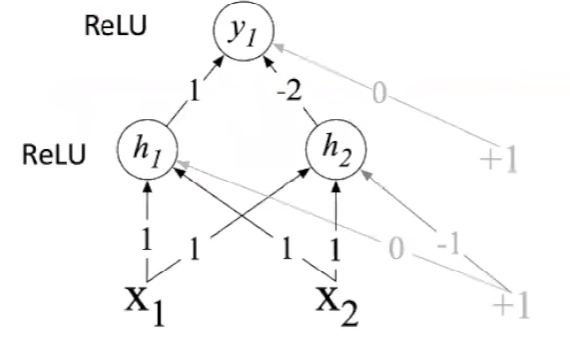 ReLU y1
1 -2 0
ReLU h1 h2 +1
1 1 1 1 0 -1
x1 x2 +1